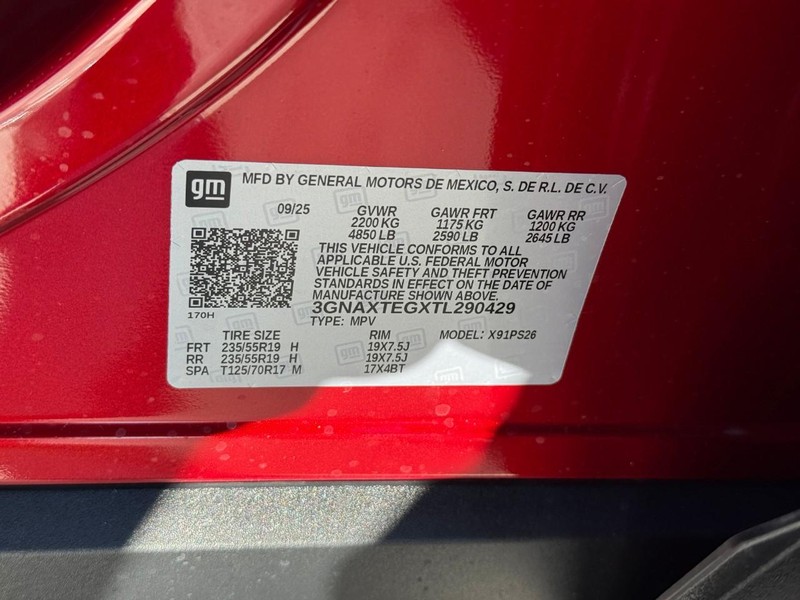 gm MFD BY GENERAL MOTORS DE MEXICO, S. DE R.L. DE C.V.
09/25 GVWR GAWR FRT GAWR RR
2200 KG 1175 KG 1200 KG
4850 LB 2590 LB 2645 LB
THIS VEHICLE CONFORMS TO ALL
APPLICABLE U.S. FEDERAL MOTOR
VEHICLE SAFETY AND THEFT PREVENTION
STANDARDS IN EFFECT ON THE DATE OF
MANUFACTURE SHOWN ABOVE.
170H 3GNAXTEGXTL290429
TYPE: MPV
TIRE SIZE RIM MODEL: X91PS26
FRT 235/55R19 H 19X7.5J
RR 235/55R19 H 19X7.5J
SPA T125/70R17 M 17X4BT